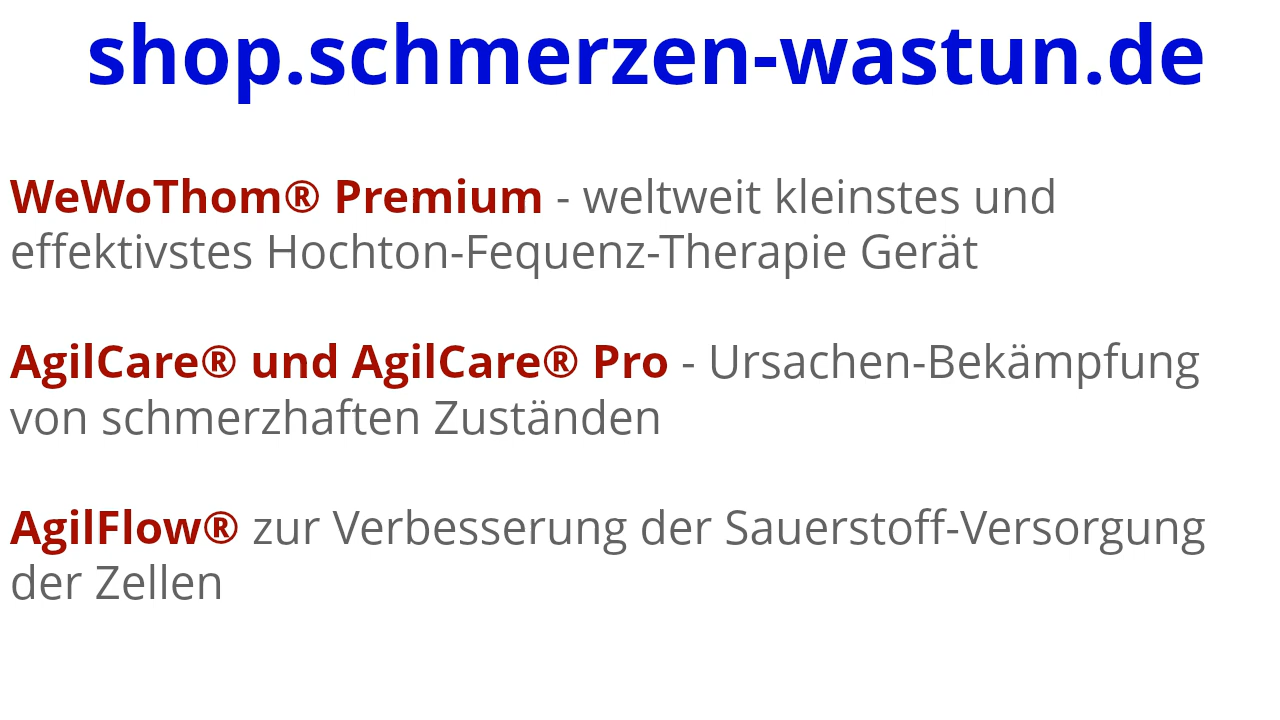 shop.schmerzen-wastun.de
WeWoThom® Premium - weltweit kleinstes und
effektivstes Hochton-Fequenz-Therapie Gerät
AgilCare® und AgilCare® Pro - Ursachen-Bekämpfung
von schmerzhaften Zuständen
AgilFlow® zur Verbesserung der Sauerstoff-Versorgung
der Zellen